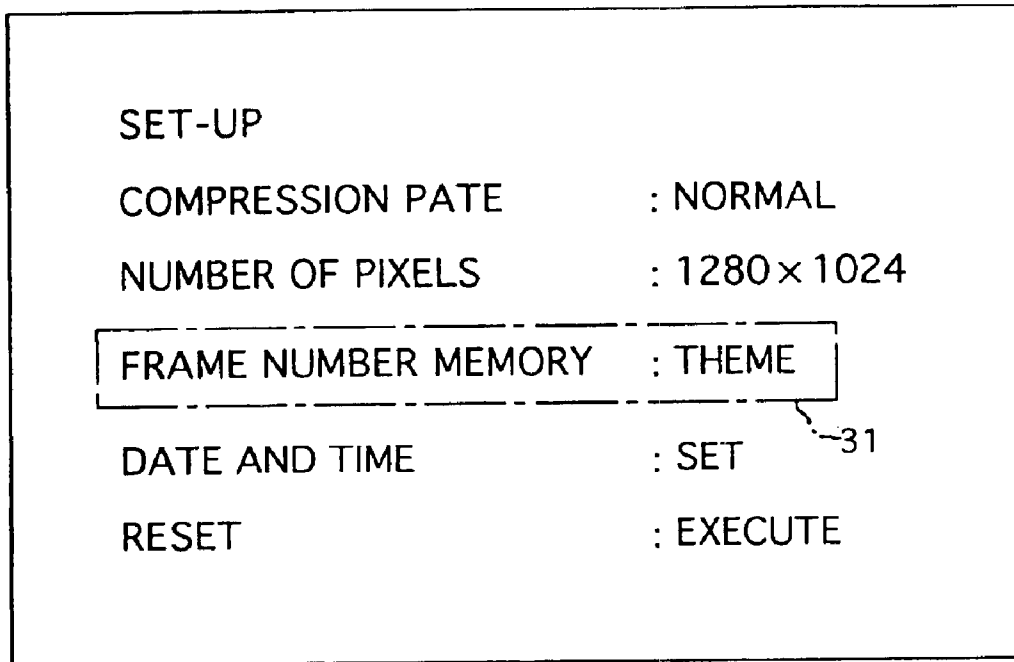 SET-UP
COMPRESSION PATE : NORMAL
NUMBER OF PIXELS : 1280×1024
FRAME NUMBER MEMORY : THEME
31
DATE AND TIME : SET
RESET : EXECUTE